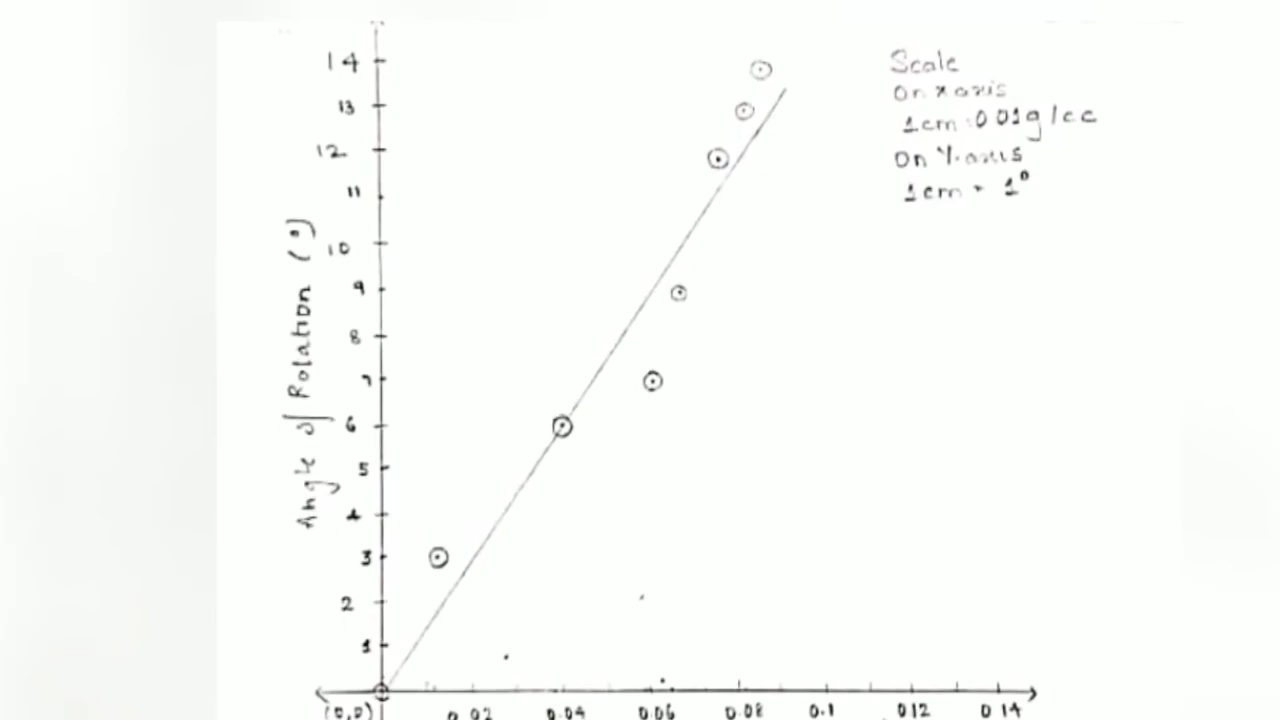 14
13
12
11
10
9
8
7
6
5
4
3
2
1
Angle of Rotation (°)
Scale
On x axis
1cm = 0.01g/cc
On Y-axis
1cm = 1°
(0,0) 0.02 0.04 0.06 0.08 0.1 0.12 0.14